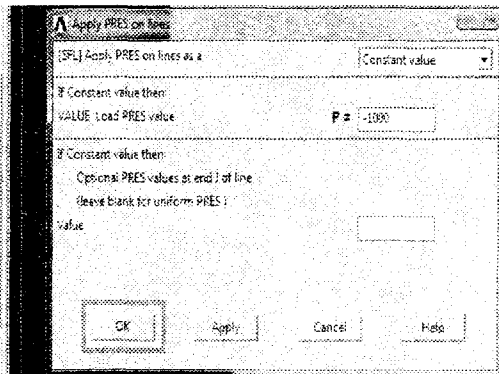 Apply PRES on lines
[SFL] Apply PRES on lines as a Constant value
If Constant value then:
VALUE Load PRES value P = -1000
If Constant value then:
Optional PRES values at end J of line
(leave blank for uniform PRES )
Value
OK Apply Cancel Help